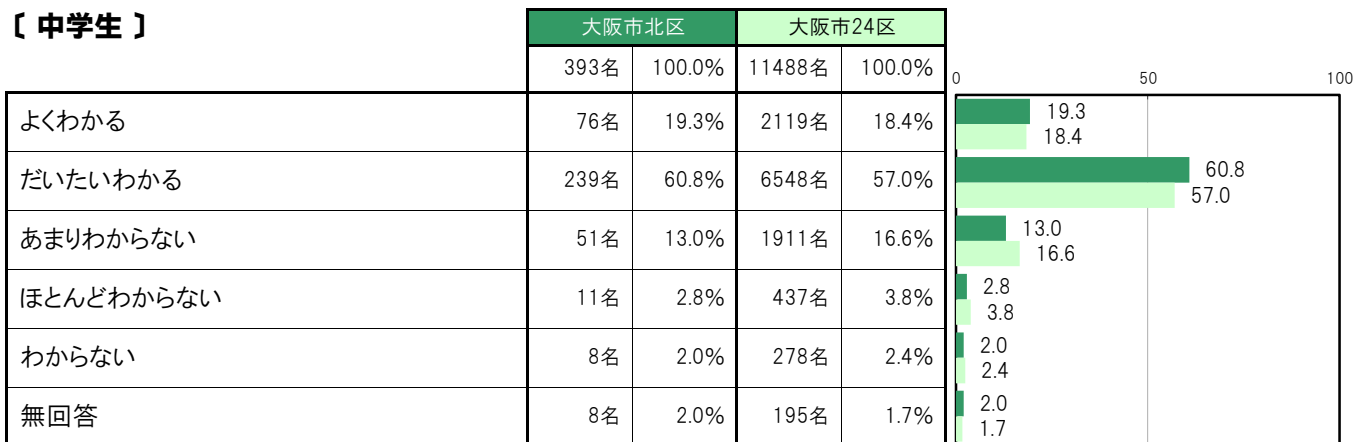 〔 中学生 〕
大阪市北区 大阪市24区
393名 100.0% 11488名 100.0%
0 50 100
よくわかる 76名 19.3% 2119名 18.4%
19.3
18.4
だいたいわかる 239名 60.8% 6548名 57.0%
60.8
57.0
あまりわからない 51名 13.0% 1911名 16.6%
13.0
16.6
ほとんどわからない 11名 2.8% 437名 3.8%
2.8
3.8
わからない 8名 2.0% 278名 2.4%
2.0
2.4
無回答 8名 2.0% 195名 1.7%
2.0
1.7